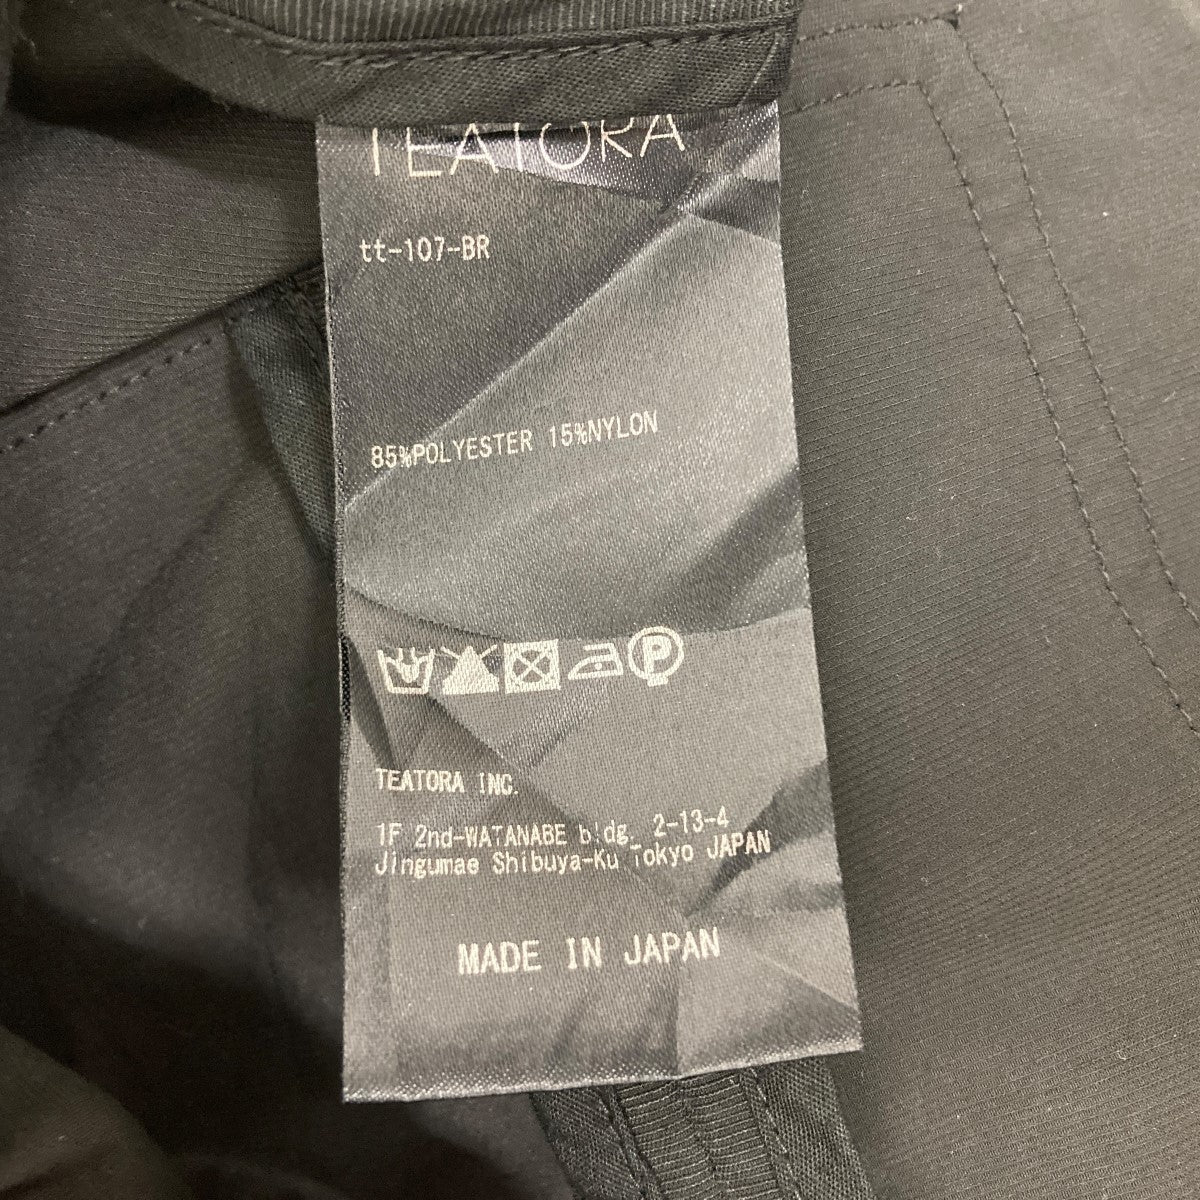 TEATORA
tt-107-BR
85%POLYESTER 15%NYLON
P
TEATORA INC.
1F 2nd-WATANABE bldg. 2-13-4
Jingumae Shibuya-Ku Tokyo JAPAN
MADE IN JAPAN